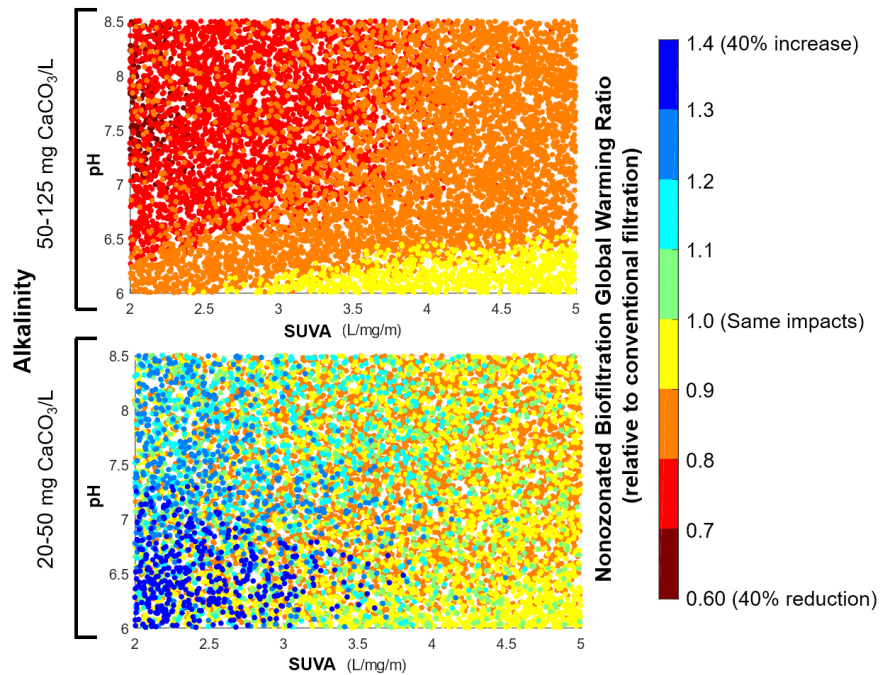 Alkalinity
50-125 mg CaCO3/L
pH
8.5
8
7.5
7
6.5
6
2 2.5 3 3.5 4 4.5 5
SUVA (L/mg/m)
20-50 mg CaCO3/L
pH
8.5
8
7.5
7
6.5
6
2 2.5 3 3.5 4 4.5 5
SUVA (L/mg/m)
Nonozonated Biofiltration Global Warming Ratio
(relative to conventional filtration)
1.4 (40% increase)
1.3
1.2
1.1
1.0 (Same impacts)
0.9
0.8
0.7
0.60 (40% reduction)